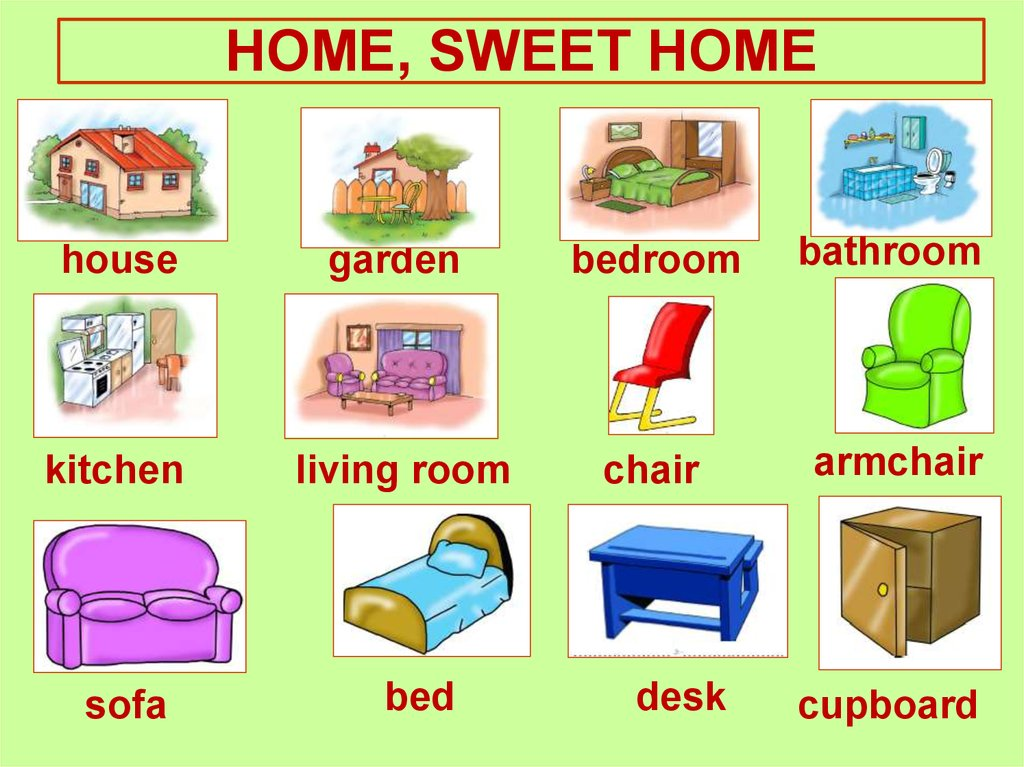 HOME, SWEET HOME
house garden bedroom bathroom
kitchen living room chair armchair
sofa bed desk cupboard